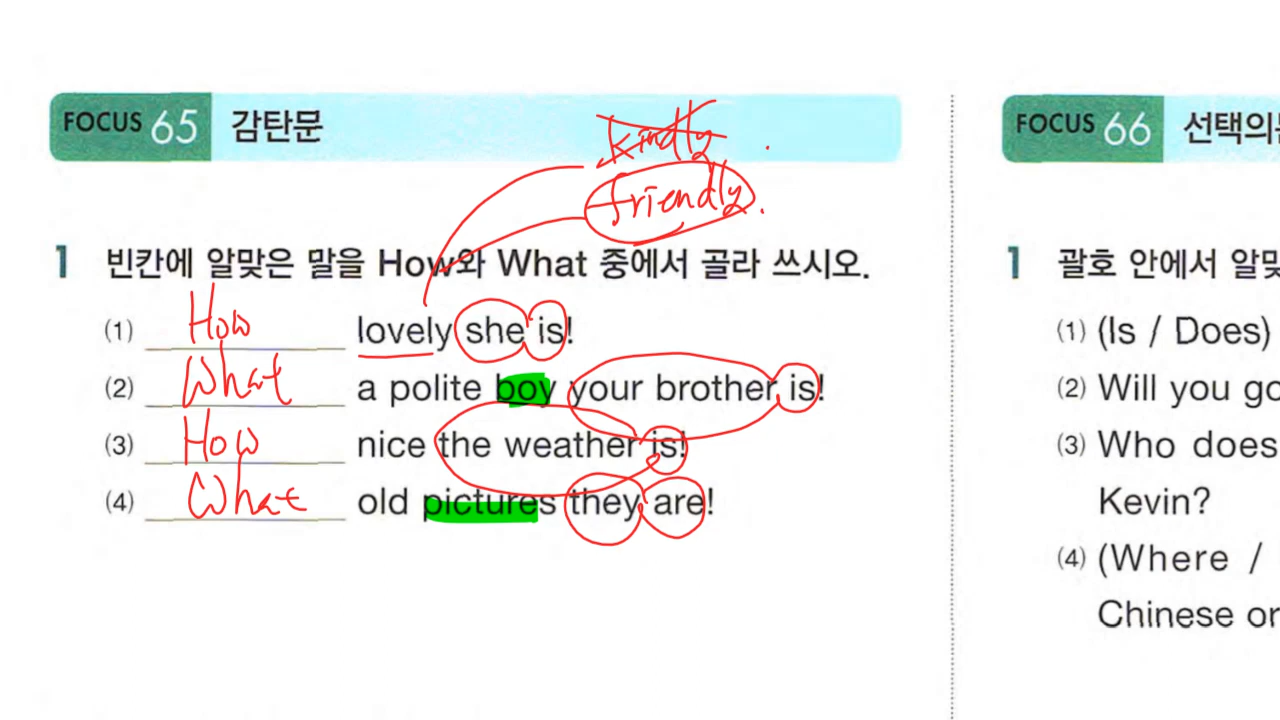 FOCUS 65 감탄문
kindly
friendly.
1 빈칸에 알맞은 말을 How와 What 중에서 골라 쓰시오.
(1) How lovely she is!
(2) What a polite boy your brother is!
(3) How nice the weather is!
(4) What old pictures they are!
FOCUS 66 선택의
1 괄호 안에서
(1) (Is / Does)
(2) Will you go
(3) Who does
Kevin?
(4) (Where /
Chinese or